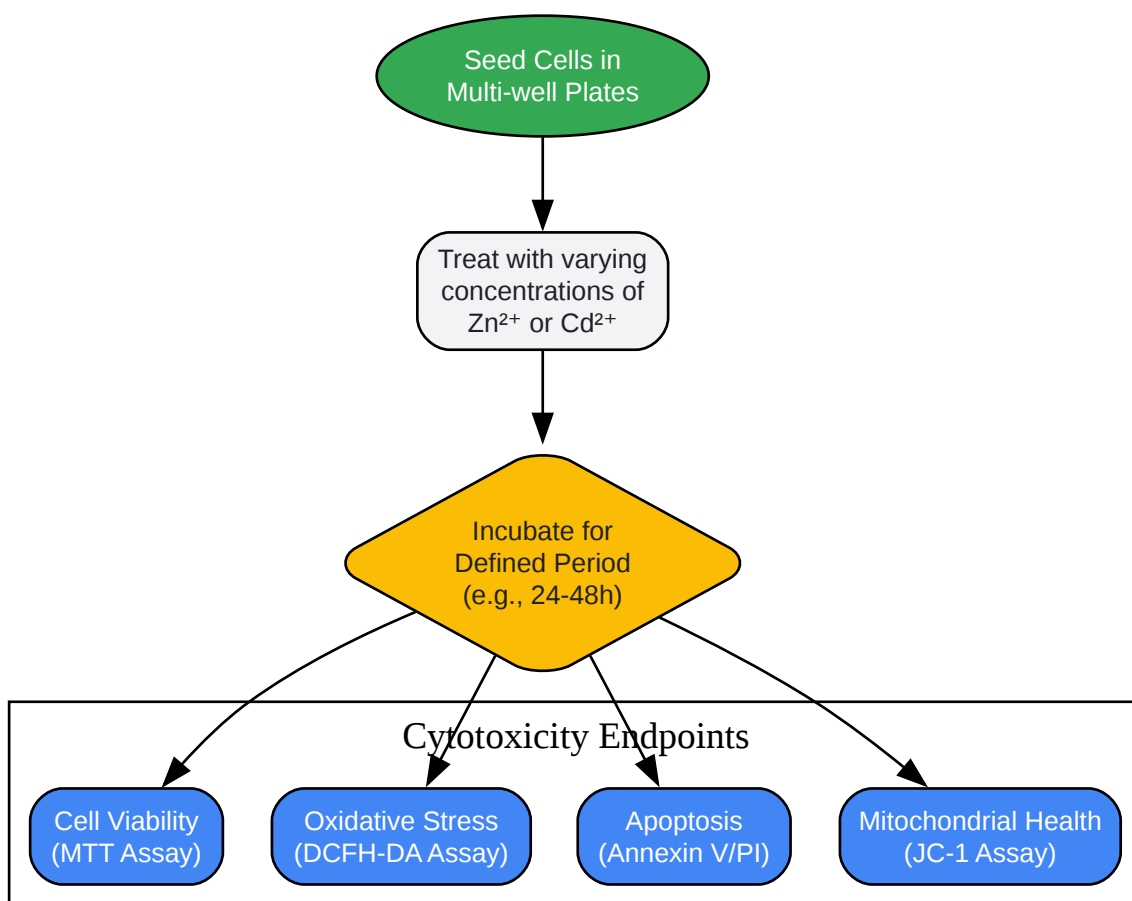 Seed Cells in
Multi-well Plates
Treat with varying
concentrations of
Zn²⁺ or Cd²⁺
Incubate for
Defined Period
(e.g., 24-48h)
Cytotoxicity Endpoints
Cell Viability
(MTT Assay)
Oxidative Stress
(DCFH-DA Assay)
Apoptosis
(Annexin V/PI)
Mitochondrial Health
(JC-1 Assay)